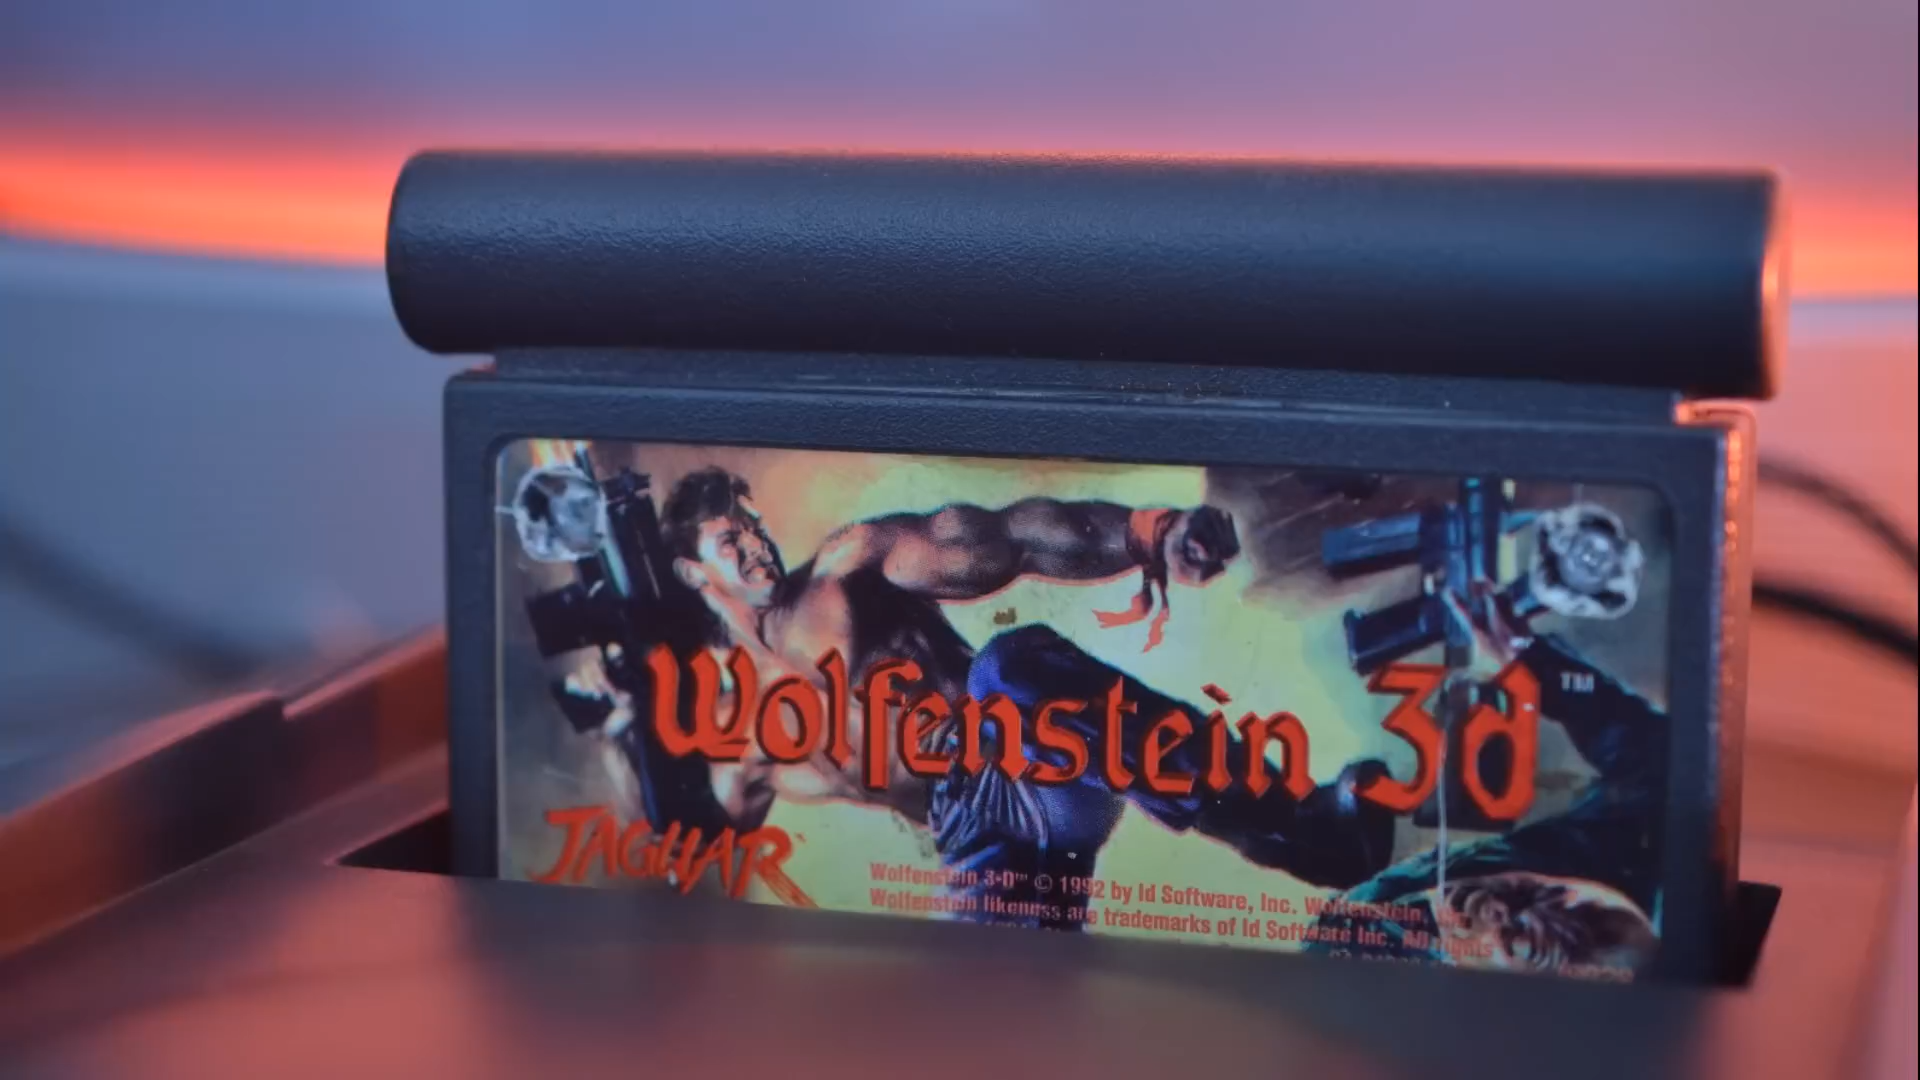 Wolfenstein 3d ™
JAGUAR
Wolfenstein 3-D™ © 1992 by Id Software, Inc. Wolfenstein,
Wolfenstein likeness are trademarks of Id Software Inc. All rights